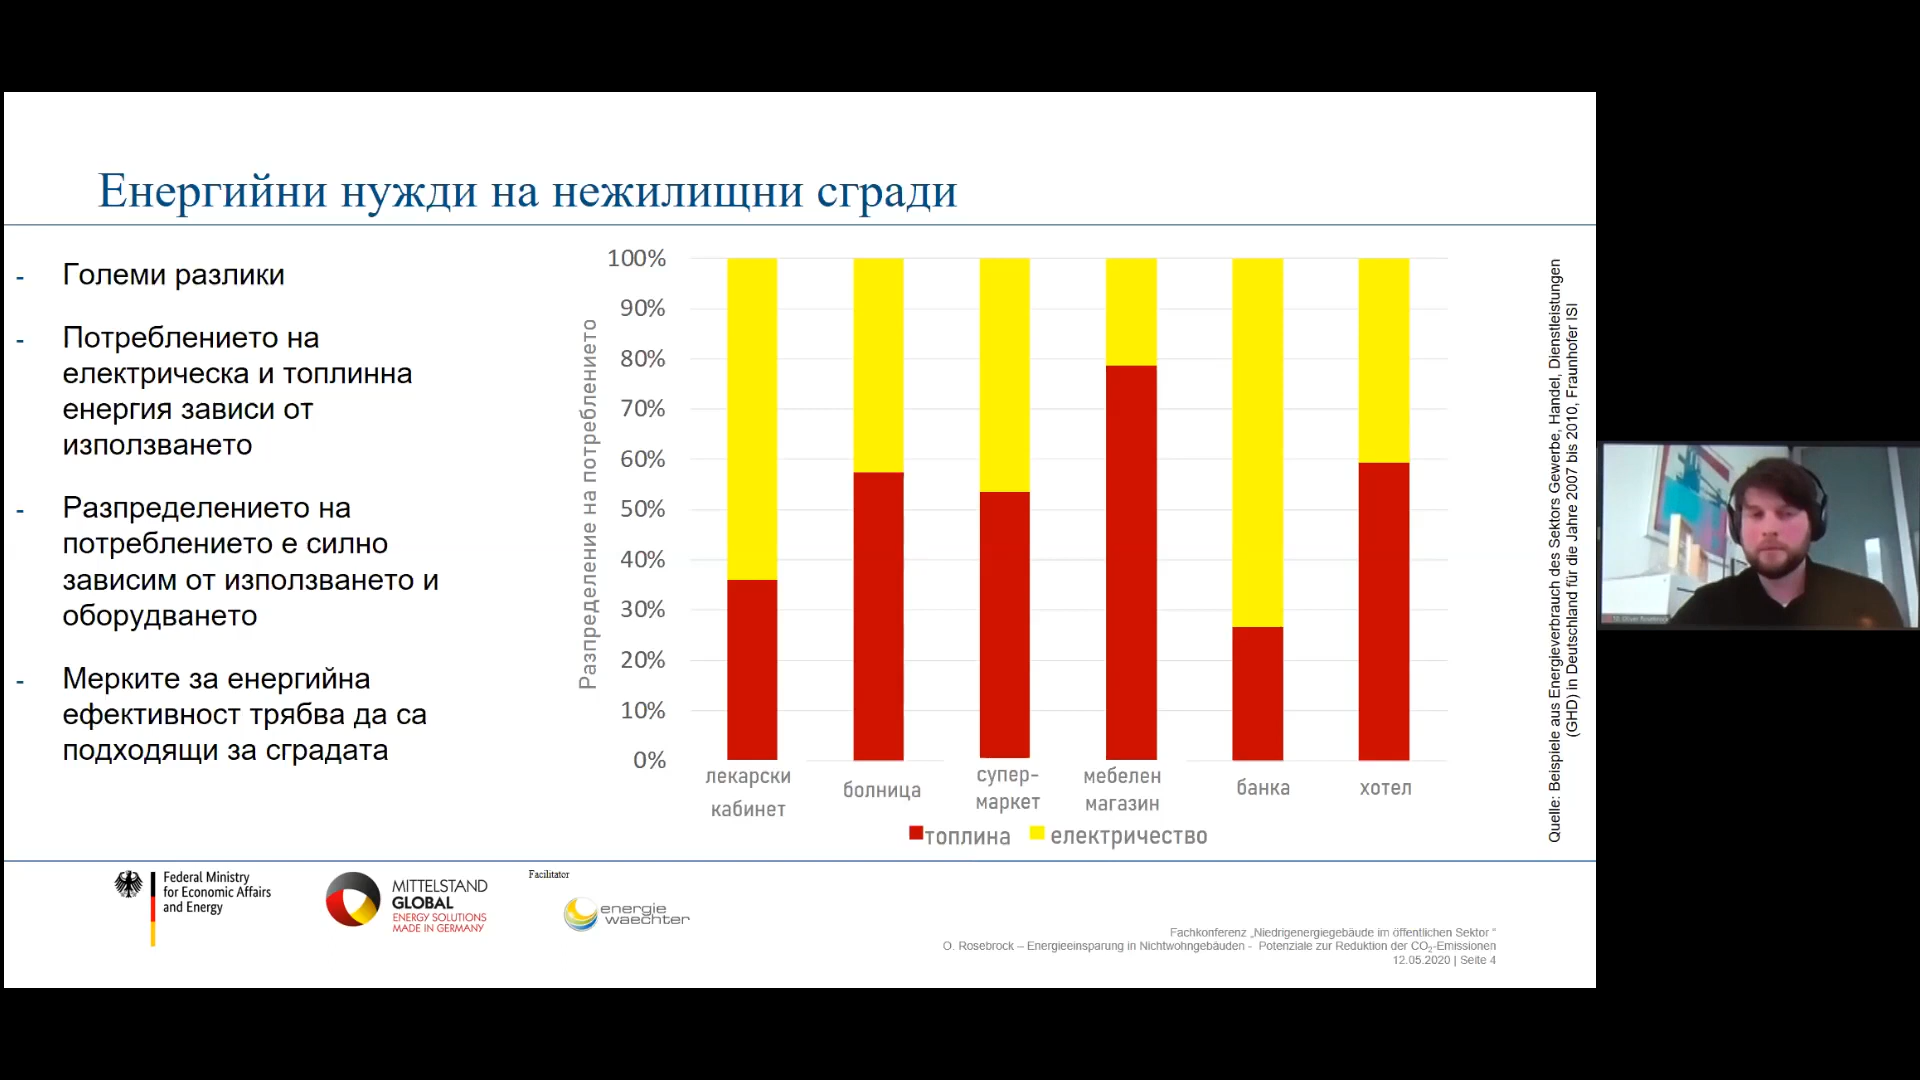 Енергийни нужди на нежилищни сгради
- Големи разлики
- Потреблението на
електрическа и топлинна
енергия зависи от
използването
- Разпределението на
потреблението е силно
зависим от използването и
оборудването
- Мерките за енергийна
ефективност трябва да са
подходящи за сградата
Разпределение на потреблението
100%
90%
80%
70%
60%
50%
40%
30%
20%
10%
0%
лекарски
кабинет
болница
супер-
маркет
мебелен
магазин
банка
хотел
топлина електричество
Quelle: Beispiele aus Energieverbrauch des Sektors Gewerbe, Handel, Dienstleistungen
(GHD) in Deutschland für die Jahre 2007 bis 2010, Fraunhofer ISI
Federal Ministry
for Economic Affairs
and Energy
MITTELSTAND
GLOBAL
ENERGY SOLUTIONS
MADE IN GERMANY
Facilitator
energie
waechter
Fachkonferenz „Niedrigenergiegebäude im öffentlichen Sektor “
O. Rosebrock – Energieeinsparung in Nichtwohngebäuden - Potenziale zur Reduktion der CO2-Emissionen
12.05.2020 | Seite 4